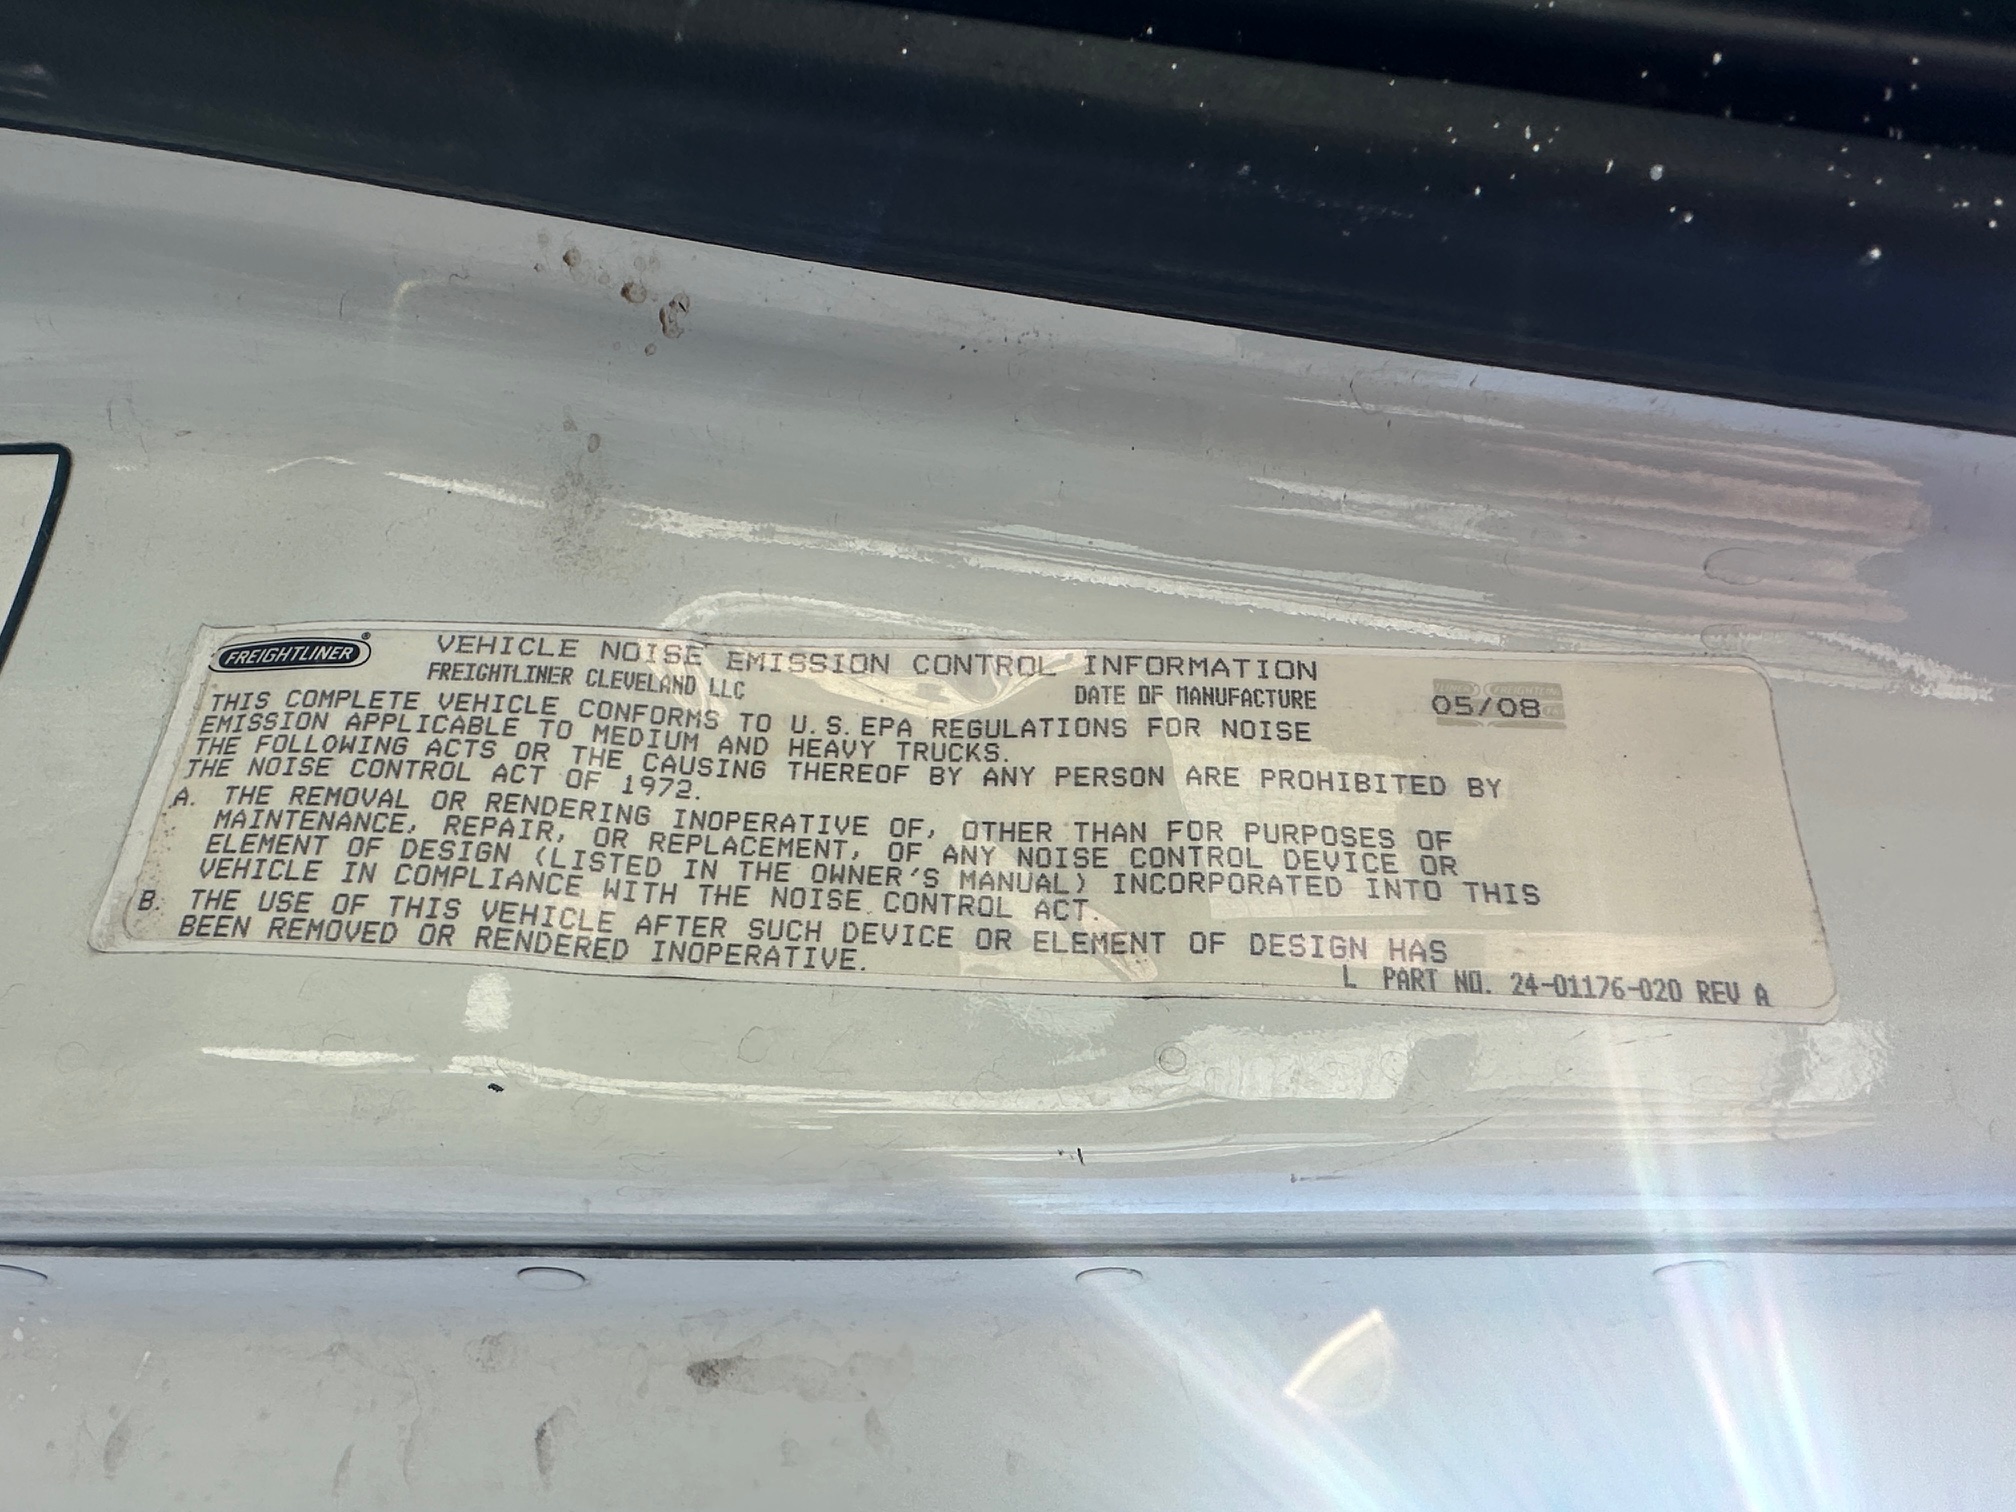 FREIGHTLINER®
VEHICLE NOISE EMISSION CONTROL INFORMATION
FREIGHTLINER CLEVELAND LLC
DATE OF MANUFACTURE 05/08
THIS COMPLETE VEHICLE CONFORMS TO U.S. EPA REGULATIONS FOR NOISE
EMISSION APPLICABLE TO MEDIUM AND HEAVY TRUCKS.
THE FOLLOWING ACTS OR THE CAUSING THEREOF BY ANY PERSON ARE PROHIBITED BY
THE NOISE CONTROL ACT OF 1972.
A. THE REMOVAL OR RENDERING INOPERATIVE OF, OTHER THAN FOR PURPOSES OF
MAINTENANCE, REPAIR, OR REPLACEMENT, OF ANY NOISE CONTROL DEVICE OR
ELEMENT OF DESIGN (LISTED IN THE OWNER'S MANUAL) INCORPORATED INTO THIS
VEHICLE IN COMPLIANCE WITH THE NOISE CONTROL ACT.
B. THE USE OF THIS VEHICLE AFTER SUCH DEVICE OR ELEMENT OF DESIGN HAS
BEEN REMOVED OR RENDERED INOPERATIVE.
L PART NO. 24-01176-020 REV A